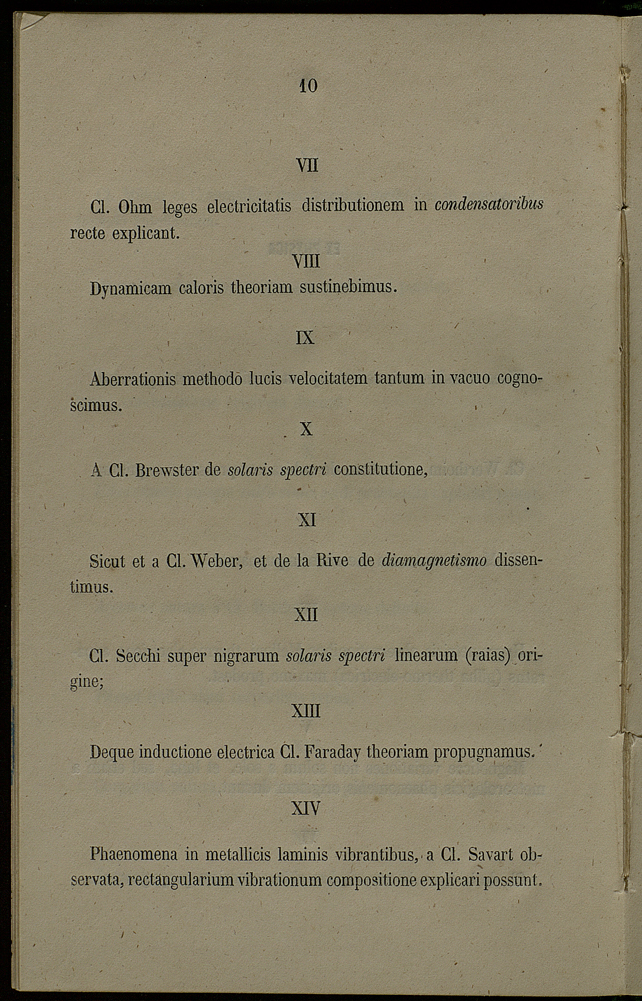 10
VII
Cl. Ohm leges electricitatis distributionem in condensatoribus
recte explicant.
VIII
Dynamicam caloris theoriam sustinebimus.
IX
Aberrationis methodo lucis velocitatem tantum in vacuo cogno-
scimus.
X
A Cl. Brewster de solaris spectri constitutione,
XI
Sicut et a Cl. Weber, et de la Rive de diamagnetismo dissen-
timus.
XII
Cl. Secchi super nigrarum solaris spectri linearum (raias) ori-
gine;
XIII
Deque inductione electrica Cl. Faraday theoriam propugnamus.
XIV
Phaenomena in metallicis laminis vibrantibus, a Cl. Savart ob-
servata, rectangularium vibrationum compositione explicari possunt.